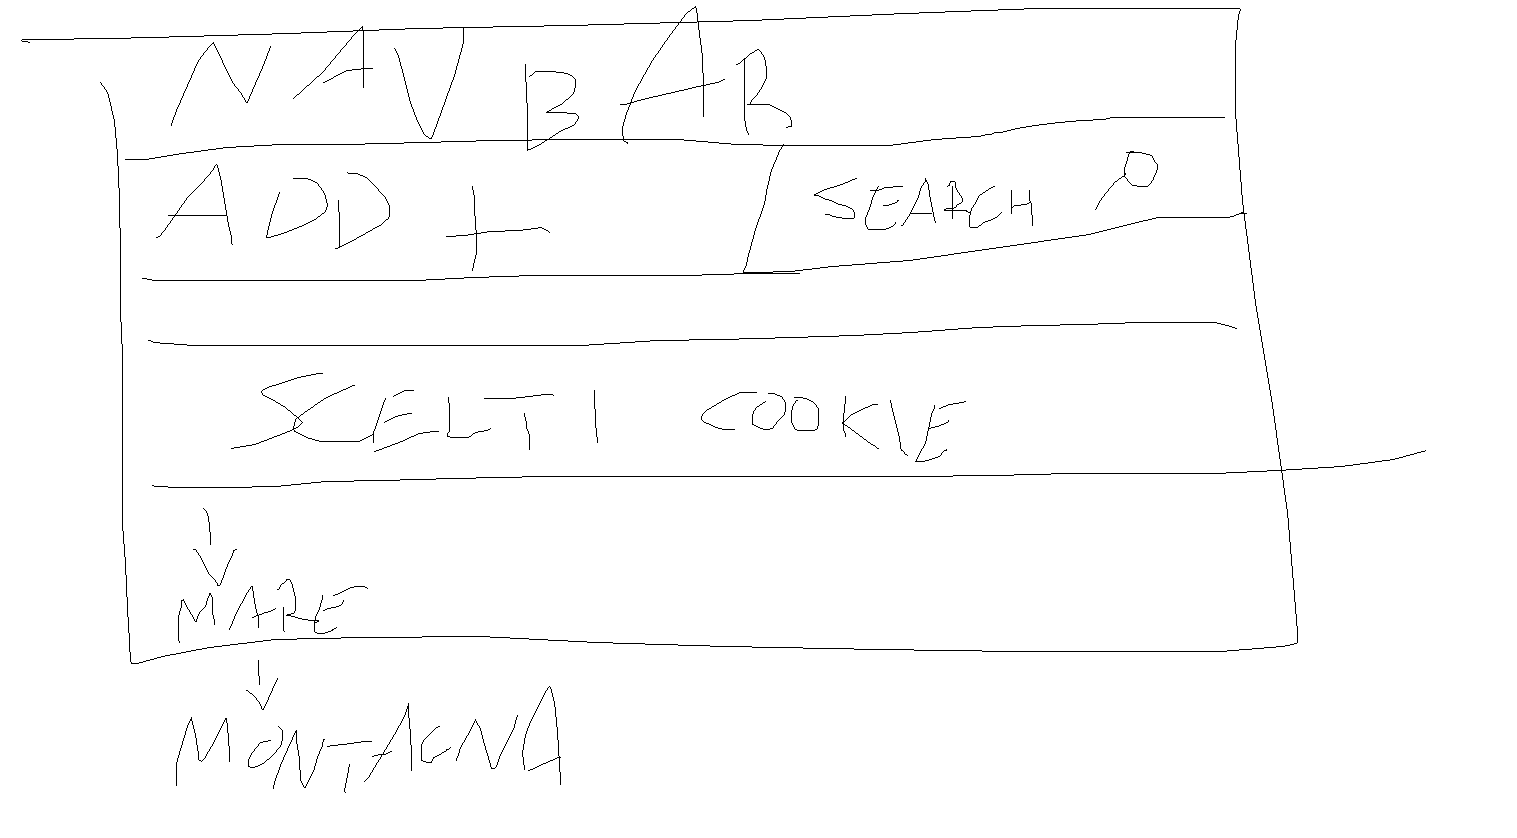 NAV BAR
ADD + SEARCH
SCELTI COOKIE
MARE
MONTAGNA